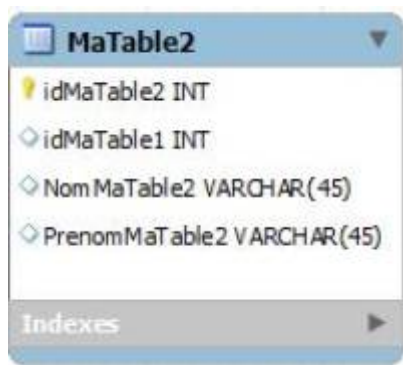 MaTable2
idMaTable2 INT
idMaTable1 INT
NomMaTable2 VARCHAR(45)
PrenomMaTable2 VARCHAR(45)
Indexes